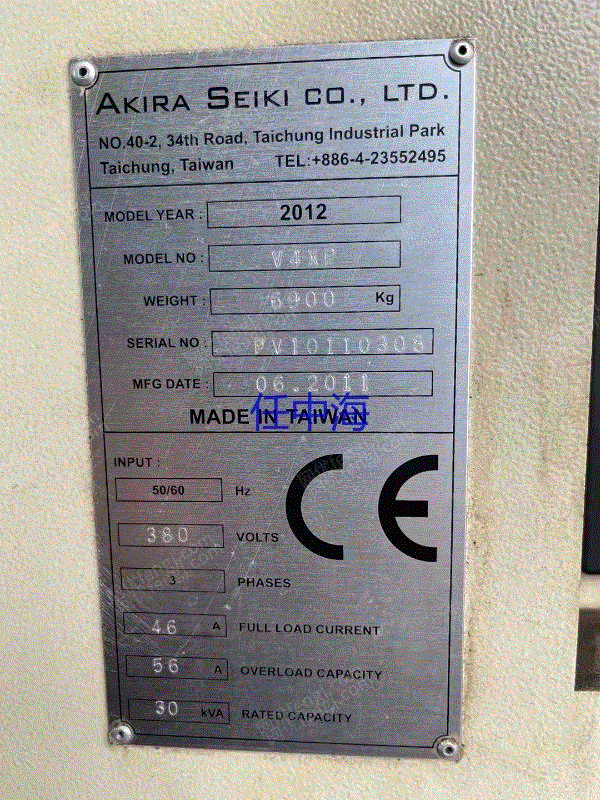 AKIRA SEIKI CO., LTD.
NO.40-2, 34th Road, Taichung Industrial Park
Taichung, Taiwan TEL:+886-4-23552495
MODEL YEAR : 2012
MODEL NO : V4XP
WEIGHT : 6900 Kg
SERIAL NO : PV10110308
MFG DATE : 06.2011
MADE IN TAIWAN
任中海
INPUT :
CE
50/60 Hz
380 VOLTS
3 PHASES
46 A FULL LOAD CURRENT
56 A OVERLOAD CAPACITY
30 kVA RATED CAPACITY